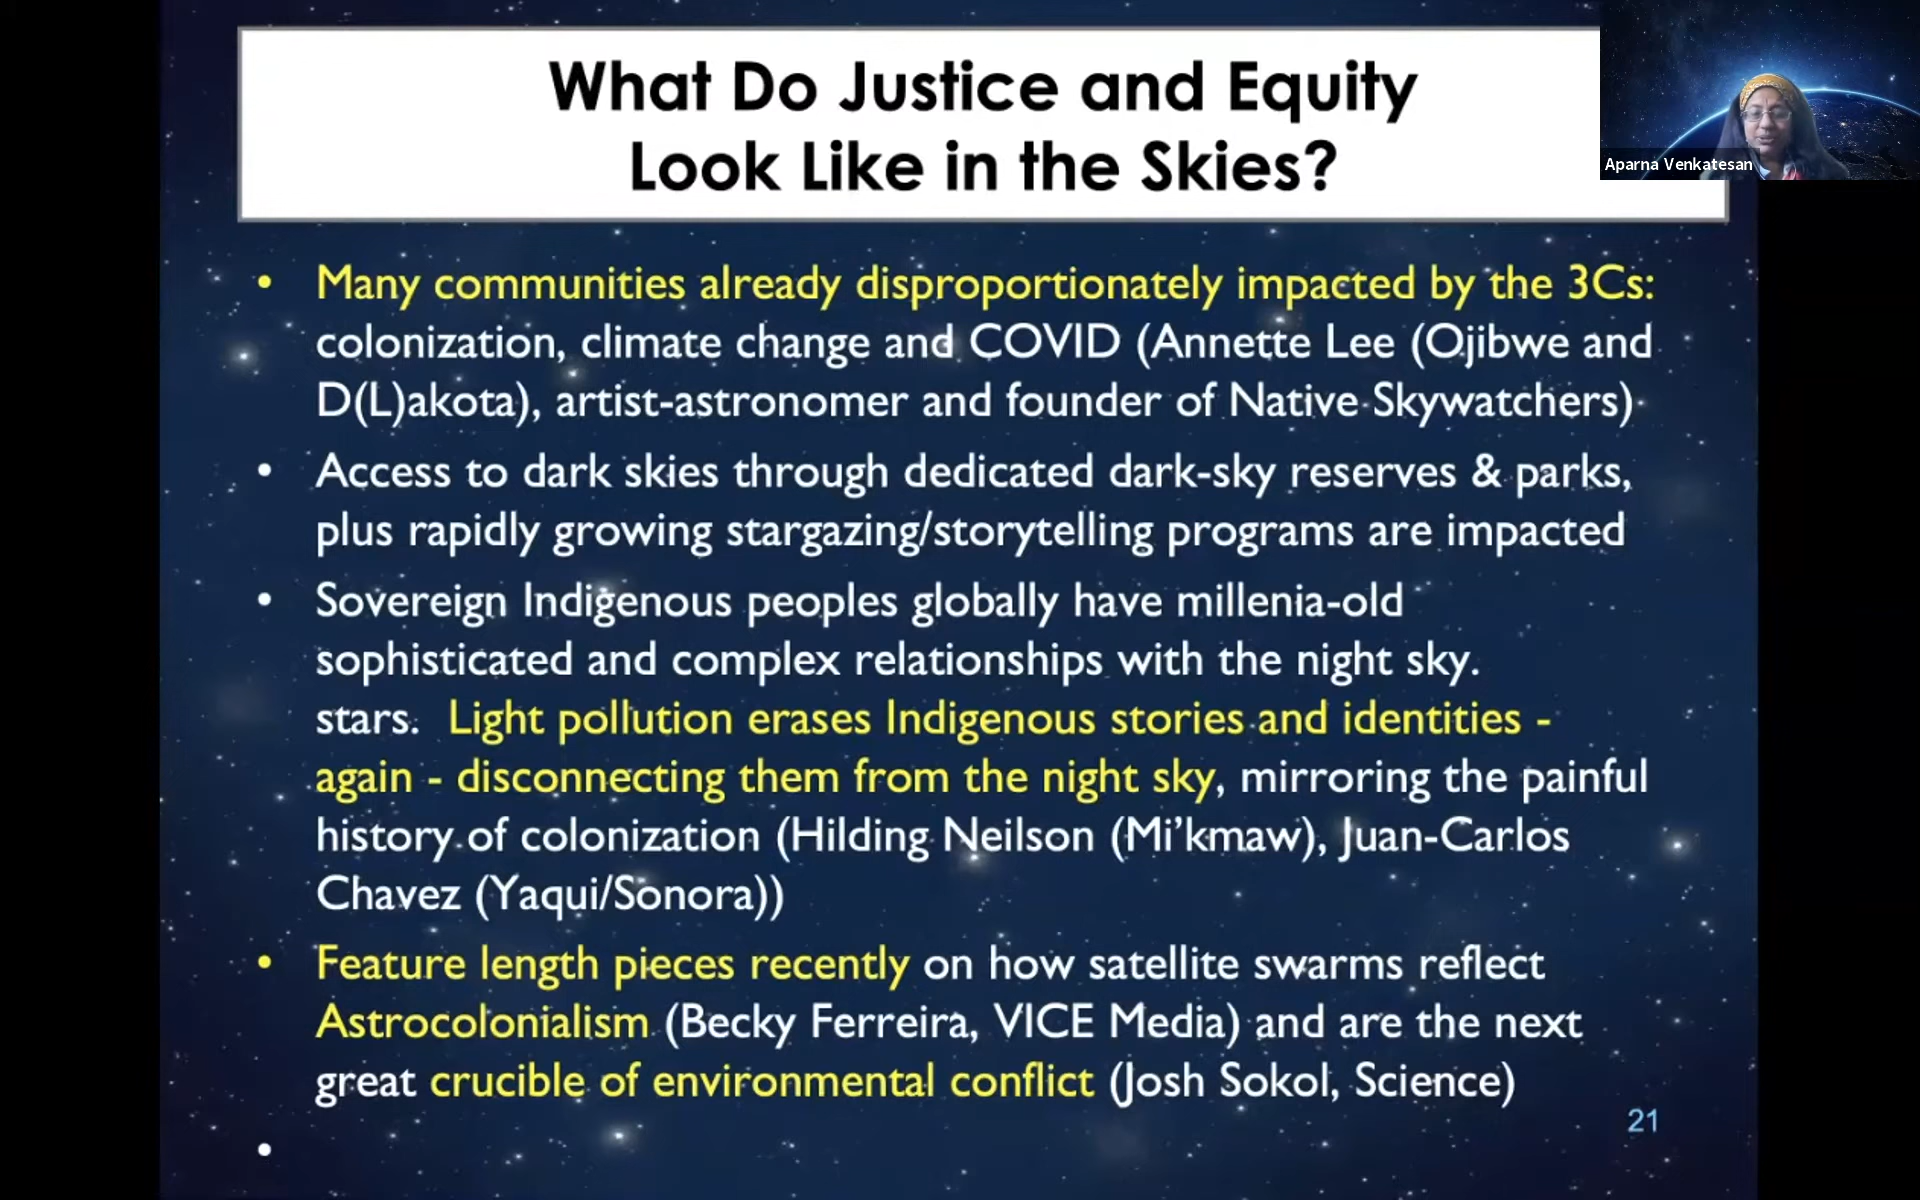 What Do Justice and Equity
Look Like in the Skies?
Aparna Venkatesan
• Many communities already disproportionately impacted by the 3Cs:
colonization, climate change and COVID (Annette Lee (Ojibwe and
D(L)akota), artist-astronomer and founder of Native Skywatchers)
• Access to dark skies through dedicated dark-sky reserves & parks,
plus rapidly growing stargazing/storytelling programs are impacted
• Sovereign Indigenous peoples globally have millenia-old
sophisticated and complex relationships with the night sky.
stars. Light pollution erases Indigenous stories and identities -
again - disconnecting them from the night sky, mirroring the painful
history of colonization (Hilding Neilson (Mi’kmaw), Juan-Carlos
Chavez (Yaqui/Sonora))
• Feature length pieces recently on how satellite swarms reflect
Astrocolonialism (Becky Ferreira, VICE Media) and are the next
great crucible of environmental conflict (Josh Sokol, Science)
21
•